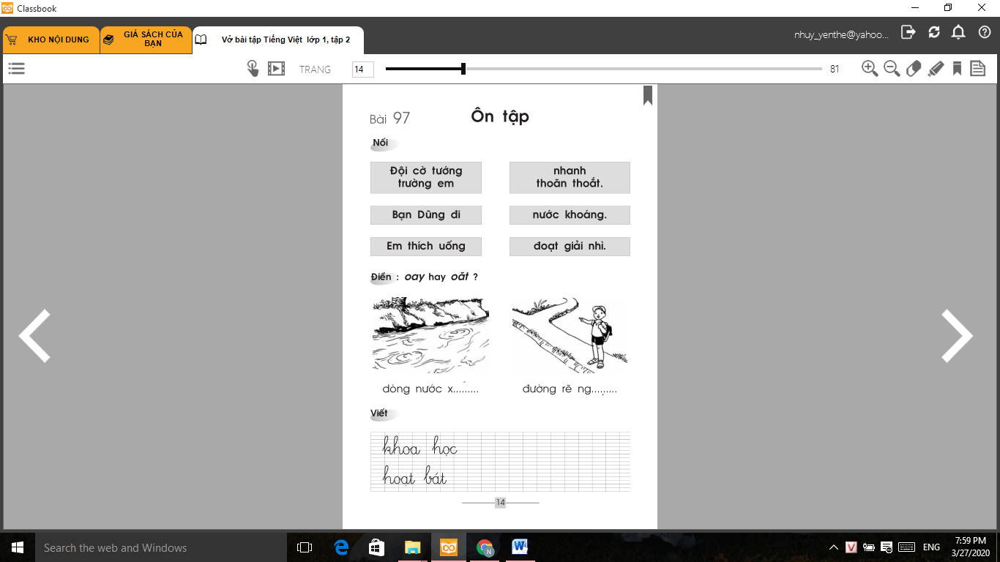 Classbook
KHO NỘI DUNG
GIÁ SÁCH CỦA
BẠN
Vở bài tập Tiếng Việt lớp 1, tập 2
nhuy_yenthe@yahoo...
TRANG
14
81
Bài 97
Ôn tập
Nối
Đội cờ tướng
trường em
nhanh
thoăn thoắt.
Bạn Dũng đi
nước khoáng.
Em thích uống
đoạt giải nhì.
Điền : oay hay oăt ?
dòng nước x.........
đường rẽ ng.......
Viết
khoa học
hoạt bát
14
Search the web and Windows
ENG
7:59 PM
3/27/2020